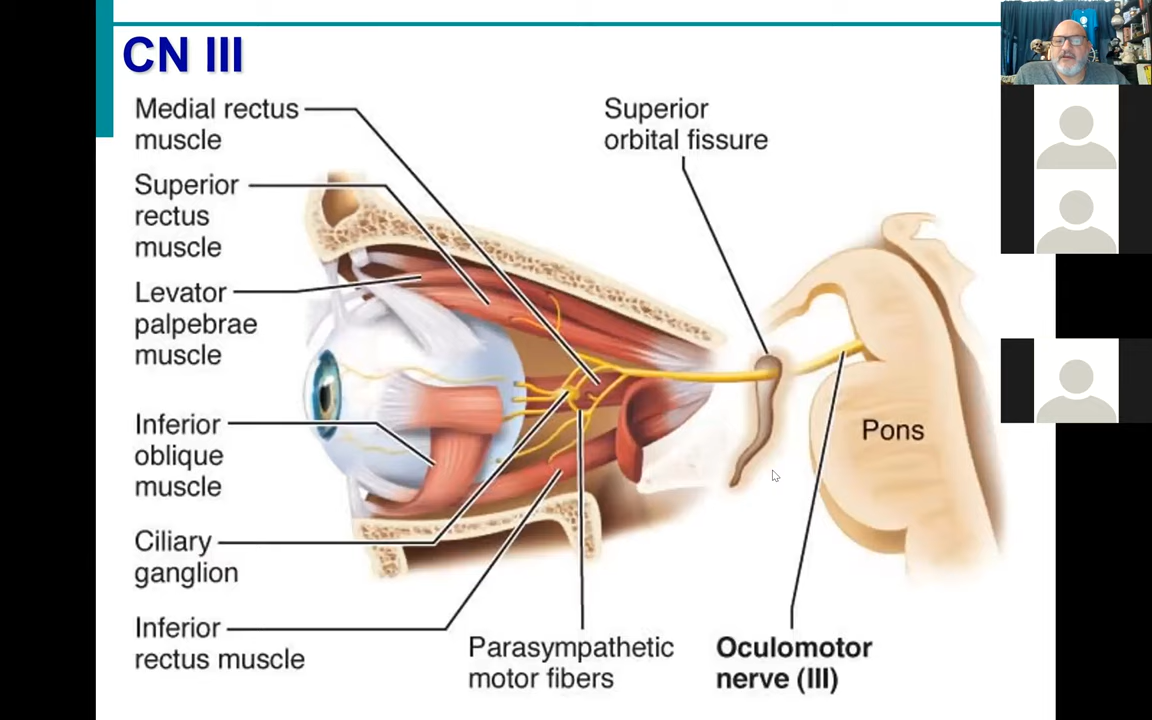 CN III
Medial rectus
muscle
Superior
rectus
muscle
Levator
palpebrae
muscle
Inferior
oblique
muscle
Ciliary
ganglion
Inferior
rectus muscle
Superior
orbital fissure
Pons
Parasympathetic
motor fibers
Oculomotor
nerve (III)